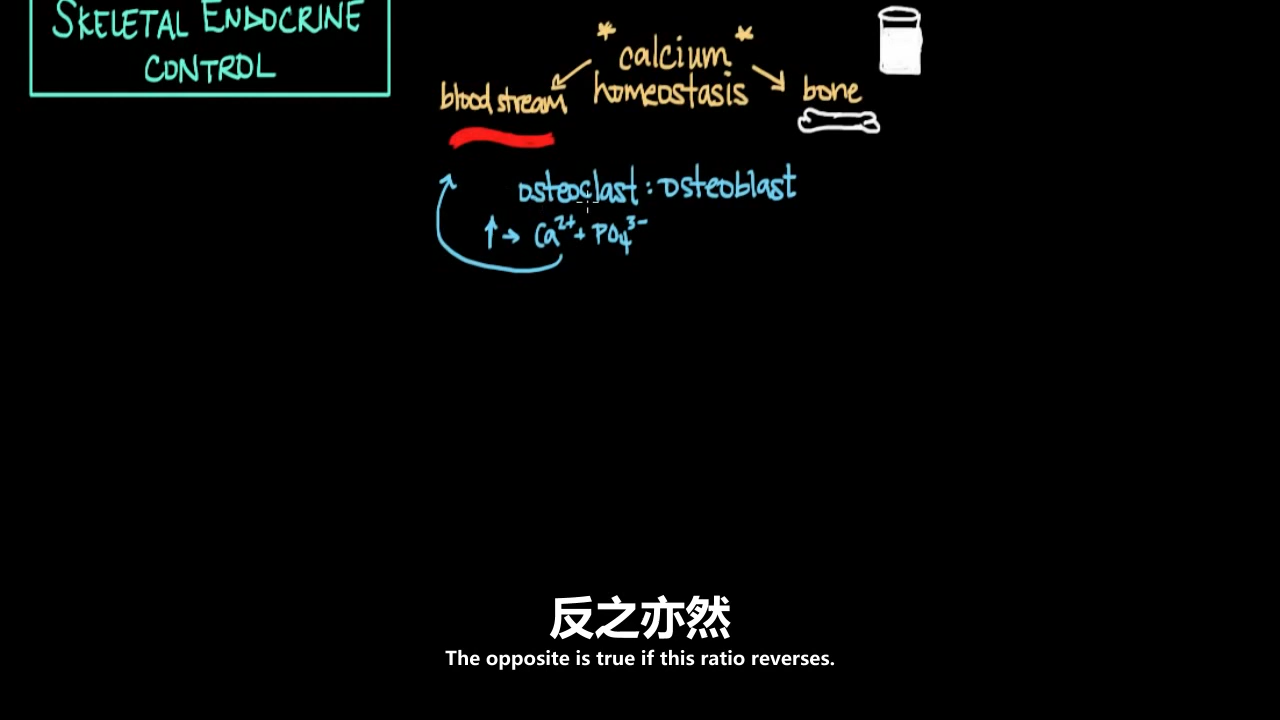 SKELETAL ENDOCRINE
CONTROL
* calcium *
homeostasis
blood stream
bone
osteoclast : osteoblast
↑ → Ca²⁺ + PO₄³⁻
反之亦然
The opposite is true if this ratio reverses.